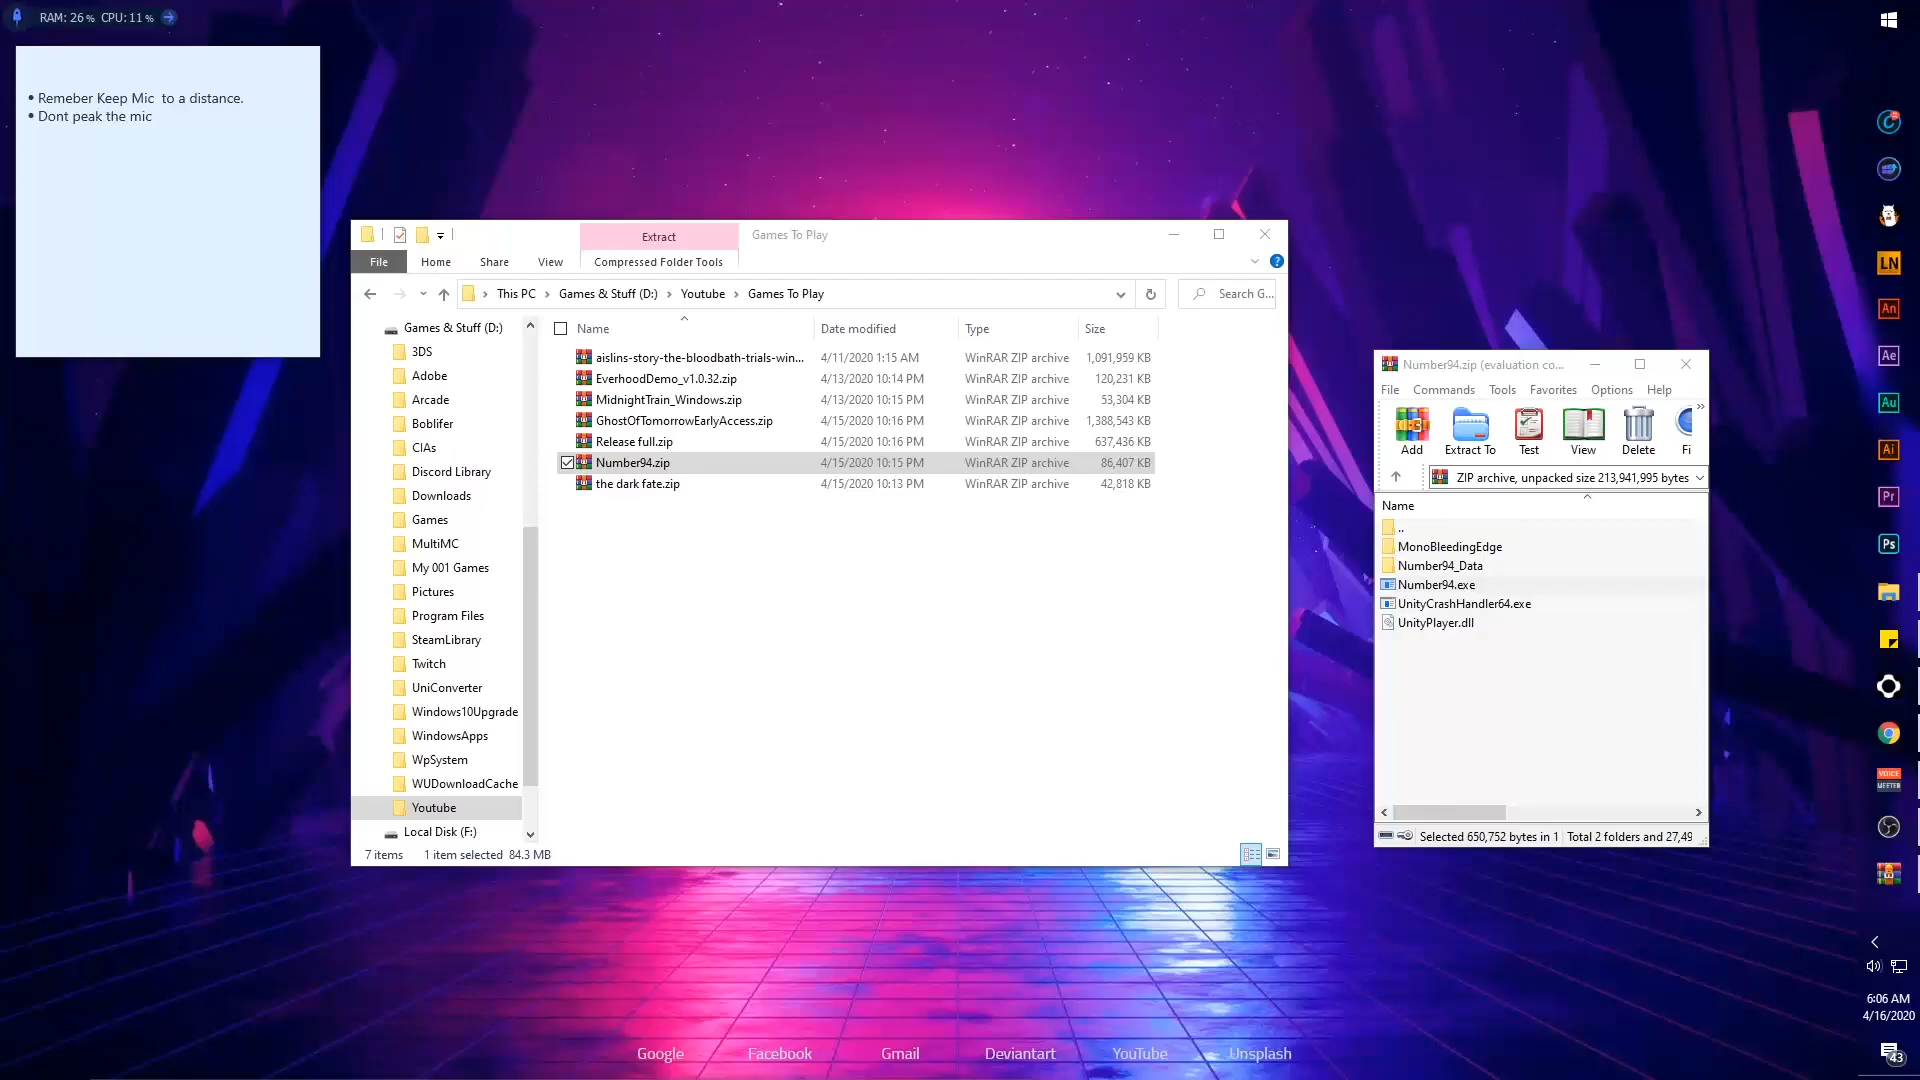 RAM: 26 % CPU: 11 %
• Remeber Keep Mic  to a distance.
• Dont peak the mic
Extract
Games To Play
File
Home
Share
View
Compressed Folder Tools
This PC > Games & Stuff (D:) > Youtube > Games To Play
Search G...
Games & Stuff (D:)
3DS
Adobe
Arcade
Boblifer
CIAs
Discord Library
Downloads
Games
MultiMC
My 001 Games
Pictures
Program Files
SteamLibrary
Twitch
UniConverter
Windows10Upgrade
WindowsApps
WpSystem
WUDownloadCache
Youtube
Local Disk (F:)
Name Date modified Type Size
aislins-story-the-bloodbath-trials-win... 4/11/2020 1:15 AM WinRAR ZIP archive 1,091,959 KB
EverhoodDemo_v1.0.32.zip 4/13/2020 10:14 PM WinRAR ZIP archive 120,231 KB
MidnightTrain_Windows.zip 4/13/2020 10:15 PM WinRAR ZIP archive 53,304 KB
GhostOfTomorrowEarlyAccess.zip 4/15/2020 10:16 PM WinRAR ZIP archive 1,388,543 KB
Release full.zip 4/15/2020 10:16 PM WinRAR ZIP archive 637,436 KB
Number94.zip 4/15/2020 10:15 PM WinRAR ZIP archive 86,407 KB
the dark fate.zip 4/15/2020 10:13 PM WinRAR ZIP archive 42,818 KB
7 items 1 item selected 84.3 MB
Number94.zip (evaluation co...
File Commands Tools Favorites Options Help
Add Extract To Test View Delete Fi
ZIP archive, unpacked size 213,941,995 bytes
Name
..
MonoBleedingEdge
Number94_Data
Number94.exe
UnityCrashHandler64.exe
UnityPlayer.dll
Selected 650,752 bytes in 1 Total 2 folders and 27,49
LN
An
Ae
Au
Ai
Pr
Ps
VOICE
MEETER
6:06 AM
4/16/2020
43
Google Facebook Gmail Deviantart YouTube Unsplash